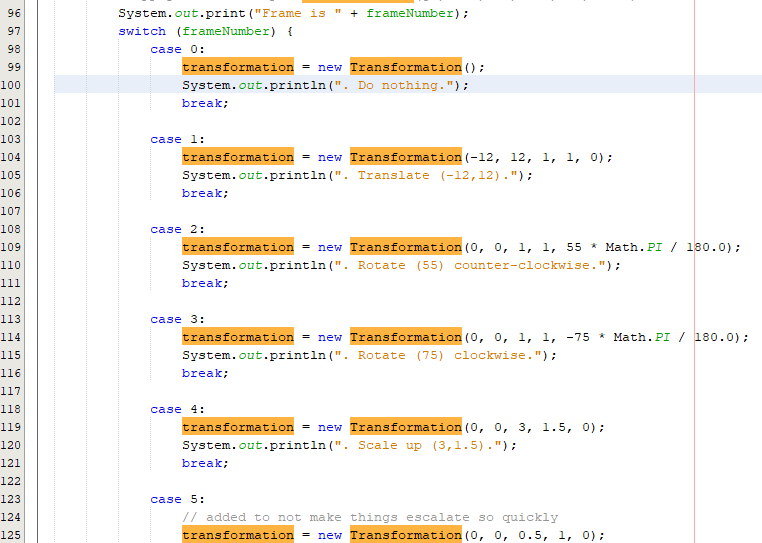 96 System.out.print("Frame is " + frameNumber);
97 switch (frameNumber) {
98 case 0:
99 transformation = new Transformation();
100 System.out.println(". Do nothing.");
101 break;
102
103 case 1:
104 transformation = new Transformation(-12, 12, 1, 1, 0);
105 System.out.println(". Translate (-12,12).");
106 break;
107
108 case 2:
109 transformation = new Transformation(0, 0, 1, 1, 55 * Math.PI / 180.0);
110 System.out.println(". Rotate (55) counter-clockwise.");
111 break;
112
113 case 3:
114 transformation = new Transformation(0, 0, 1, 1, -75 * Math.PI / 180.0);
115 System.out.println(". Rotate (75) clockwise.");
116 break;
117
118 case 4:
119 transformation = new Transformation(0, 0, 3, 1.5, 0);
120 System.out.println(". Scale up (3,1.5).");
121 break;
122
123 case 5:
124 // added to not make things escalate so quickly
125 transformation = new Transformation(0, 0, 0.5, 1, 0);